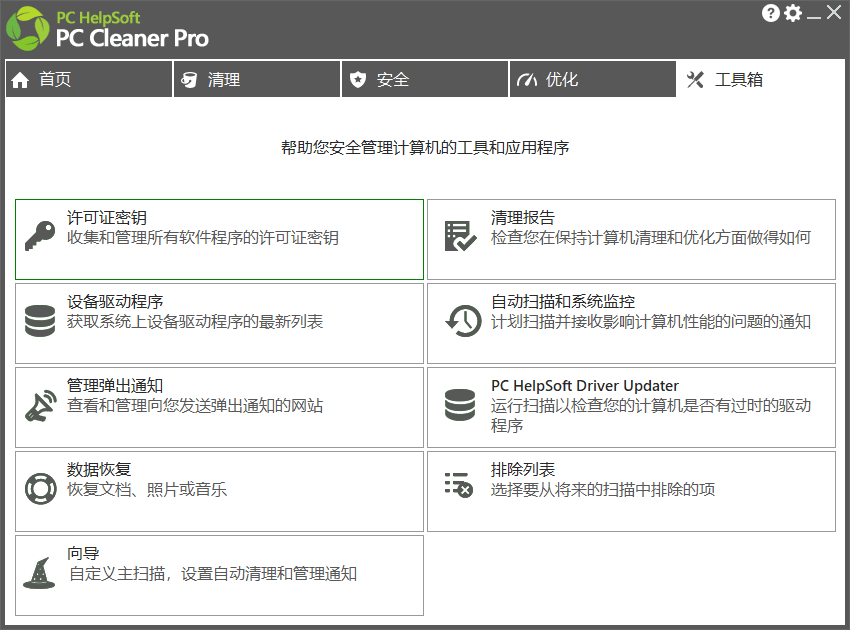 PC HelpSoft
PC Cleaner Pro
首页
清理
安全
优化
工具箱
帮助您安全管理计算机的工具和应用程序
许可证密钥
收集和管理所有软件程序的许可证密钥
清理报告
检查您在保持计算机清理和优化方面做得如何
设备驱动程序
获取系统上设备驱动程序的最新列表
自动扫描和系统监控
计划扫描并接收影响计算机性能的问题的通知
管理弹出通知
查看和管理向您发送弹出通知的网站
PC HelpSoft Driver Updater
运行扫描以检查您的计算机是否有过时的驱动
程序
数据恢复
恢复文档、照片或音乐
排除列表
选择要从将来的扫描中排除的项
向导
自定义主扫描，设置自动清理和管理通知